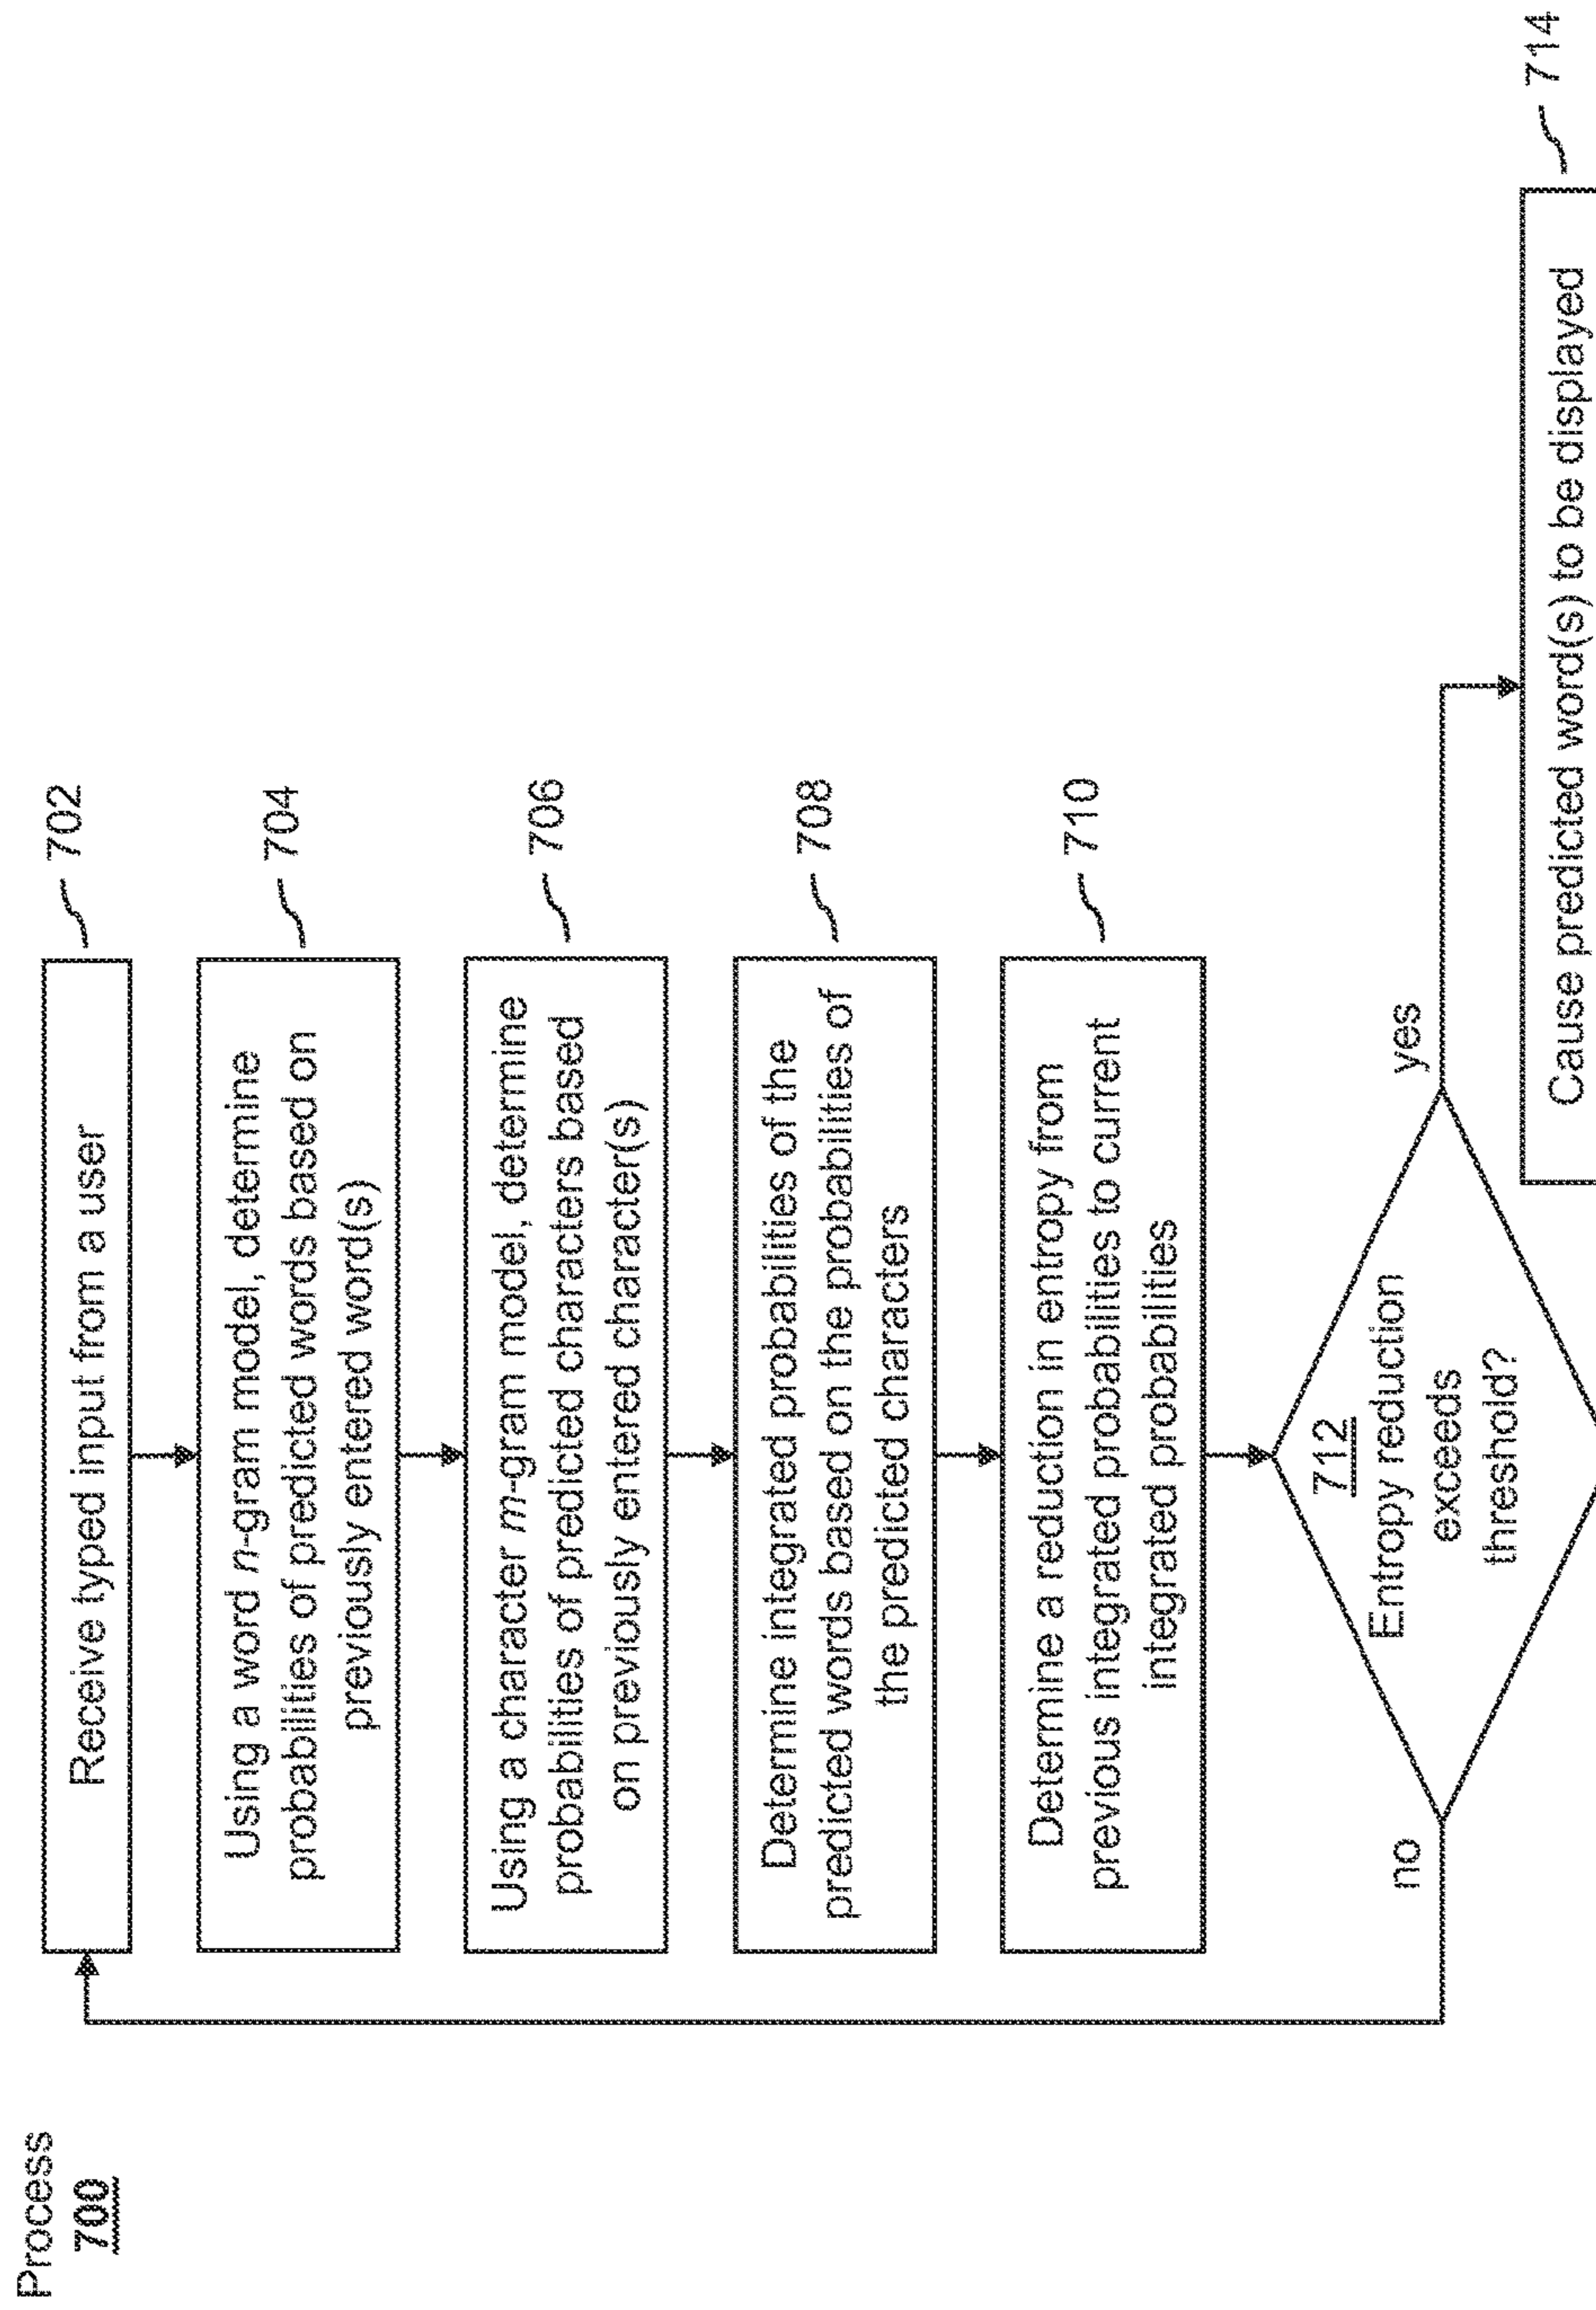 Process
700
Receive typed input from a user
702
Using a word n-gram model, determine
probabilities of predicted words based on
previously entered word(s)
704
Using a character m-gram model, determine
probabilities of predicted characters based
on previously entered character(s)
706
Determine integrated probabilities of the
predicted words based on the probabilities of
the predicted characters
708
Determine a reduction in entropy from
previous integrated probabilities to current
integrated probabilities
710
712
Entropy reduction
exceeds
threshold?
no
yes
Cause predicted word(s) to be displayed
714